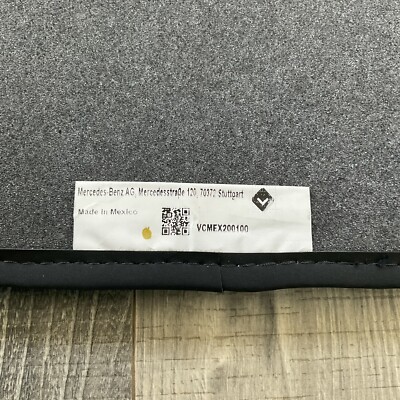 Mercedes-Benz AG, Mercedesstraße 120, 70372 Stuttgart
Made in Mexico
VCMEX200100